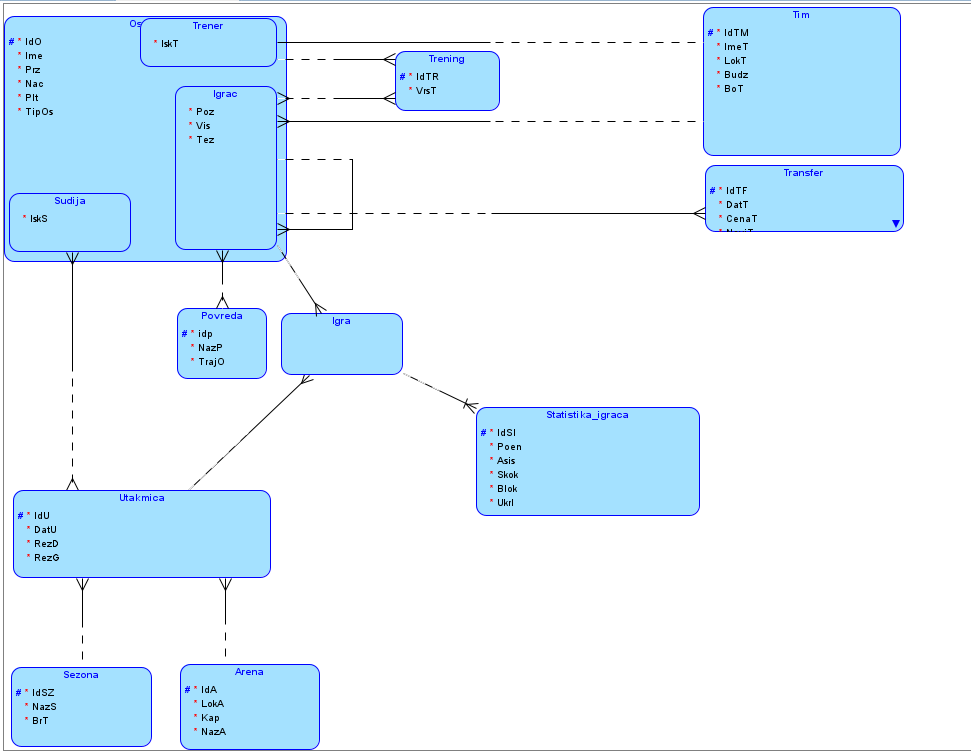 Os
# * IdO
* Ime
* Prz
* Nac
* Plt
* TipOs
Trener
* IskT
Igrac
* Poz
* Vis
* Tez
Sudija
* IskS
Trening
# * IdTR
* VrsT
Tim
# * IdTM
* ImeT
* LokT
* Budz
* BoT
Transfer
# * IdTF
* DatT
* CenaT
Povreda
# * idp
* NazP
* TrajO
Igra
Statistika_igraca
# * IdSI
* Poen
* Asis
* Skok
* Blok
* Ukrl
Utakmica
# * IdU
* DatU
* RezD
* RezG
Sezona
# * IdSZ
* NazS
* BrT
Arena
# * IdA
* LokA
* Kap
* NazA